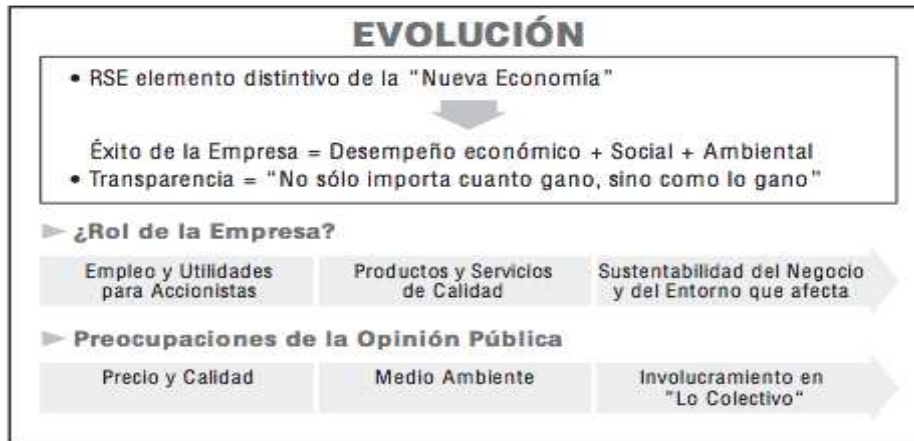 EVOLUCIÓN
• RSE elemento distintivo de la "Nueva Economía"
Éxito de la Empresa = Desempeño económico + Social + Ambiental
• Transparencia = "No sólo importa cuanto gano, sino como lo gano"
¿Rol de la Empresa?
Empleo y Utilidades
para Accionistas
Productos y Servicios
de Calidad
Sustentabilidad del Negocio
y del Entorno que afecta
Preocupaciones de la Opinión Pública
Precio y Calidad
Medio Ambiente
Involucramiento en
"Lo Colectivo"